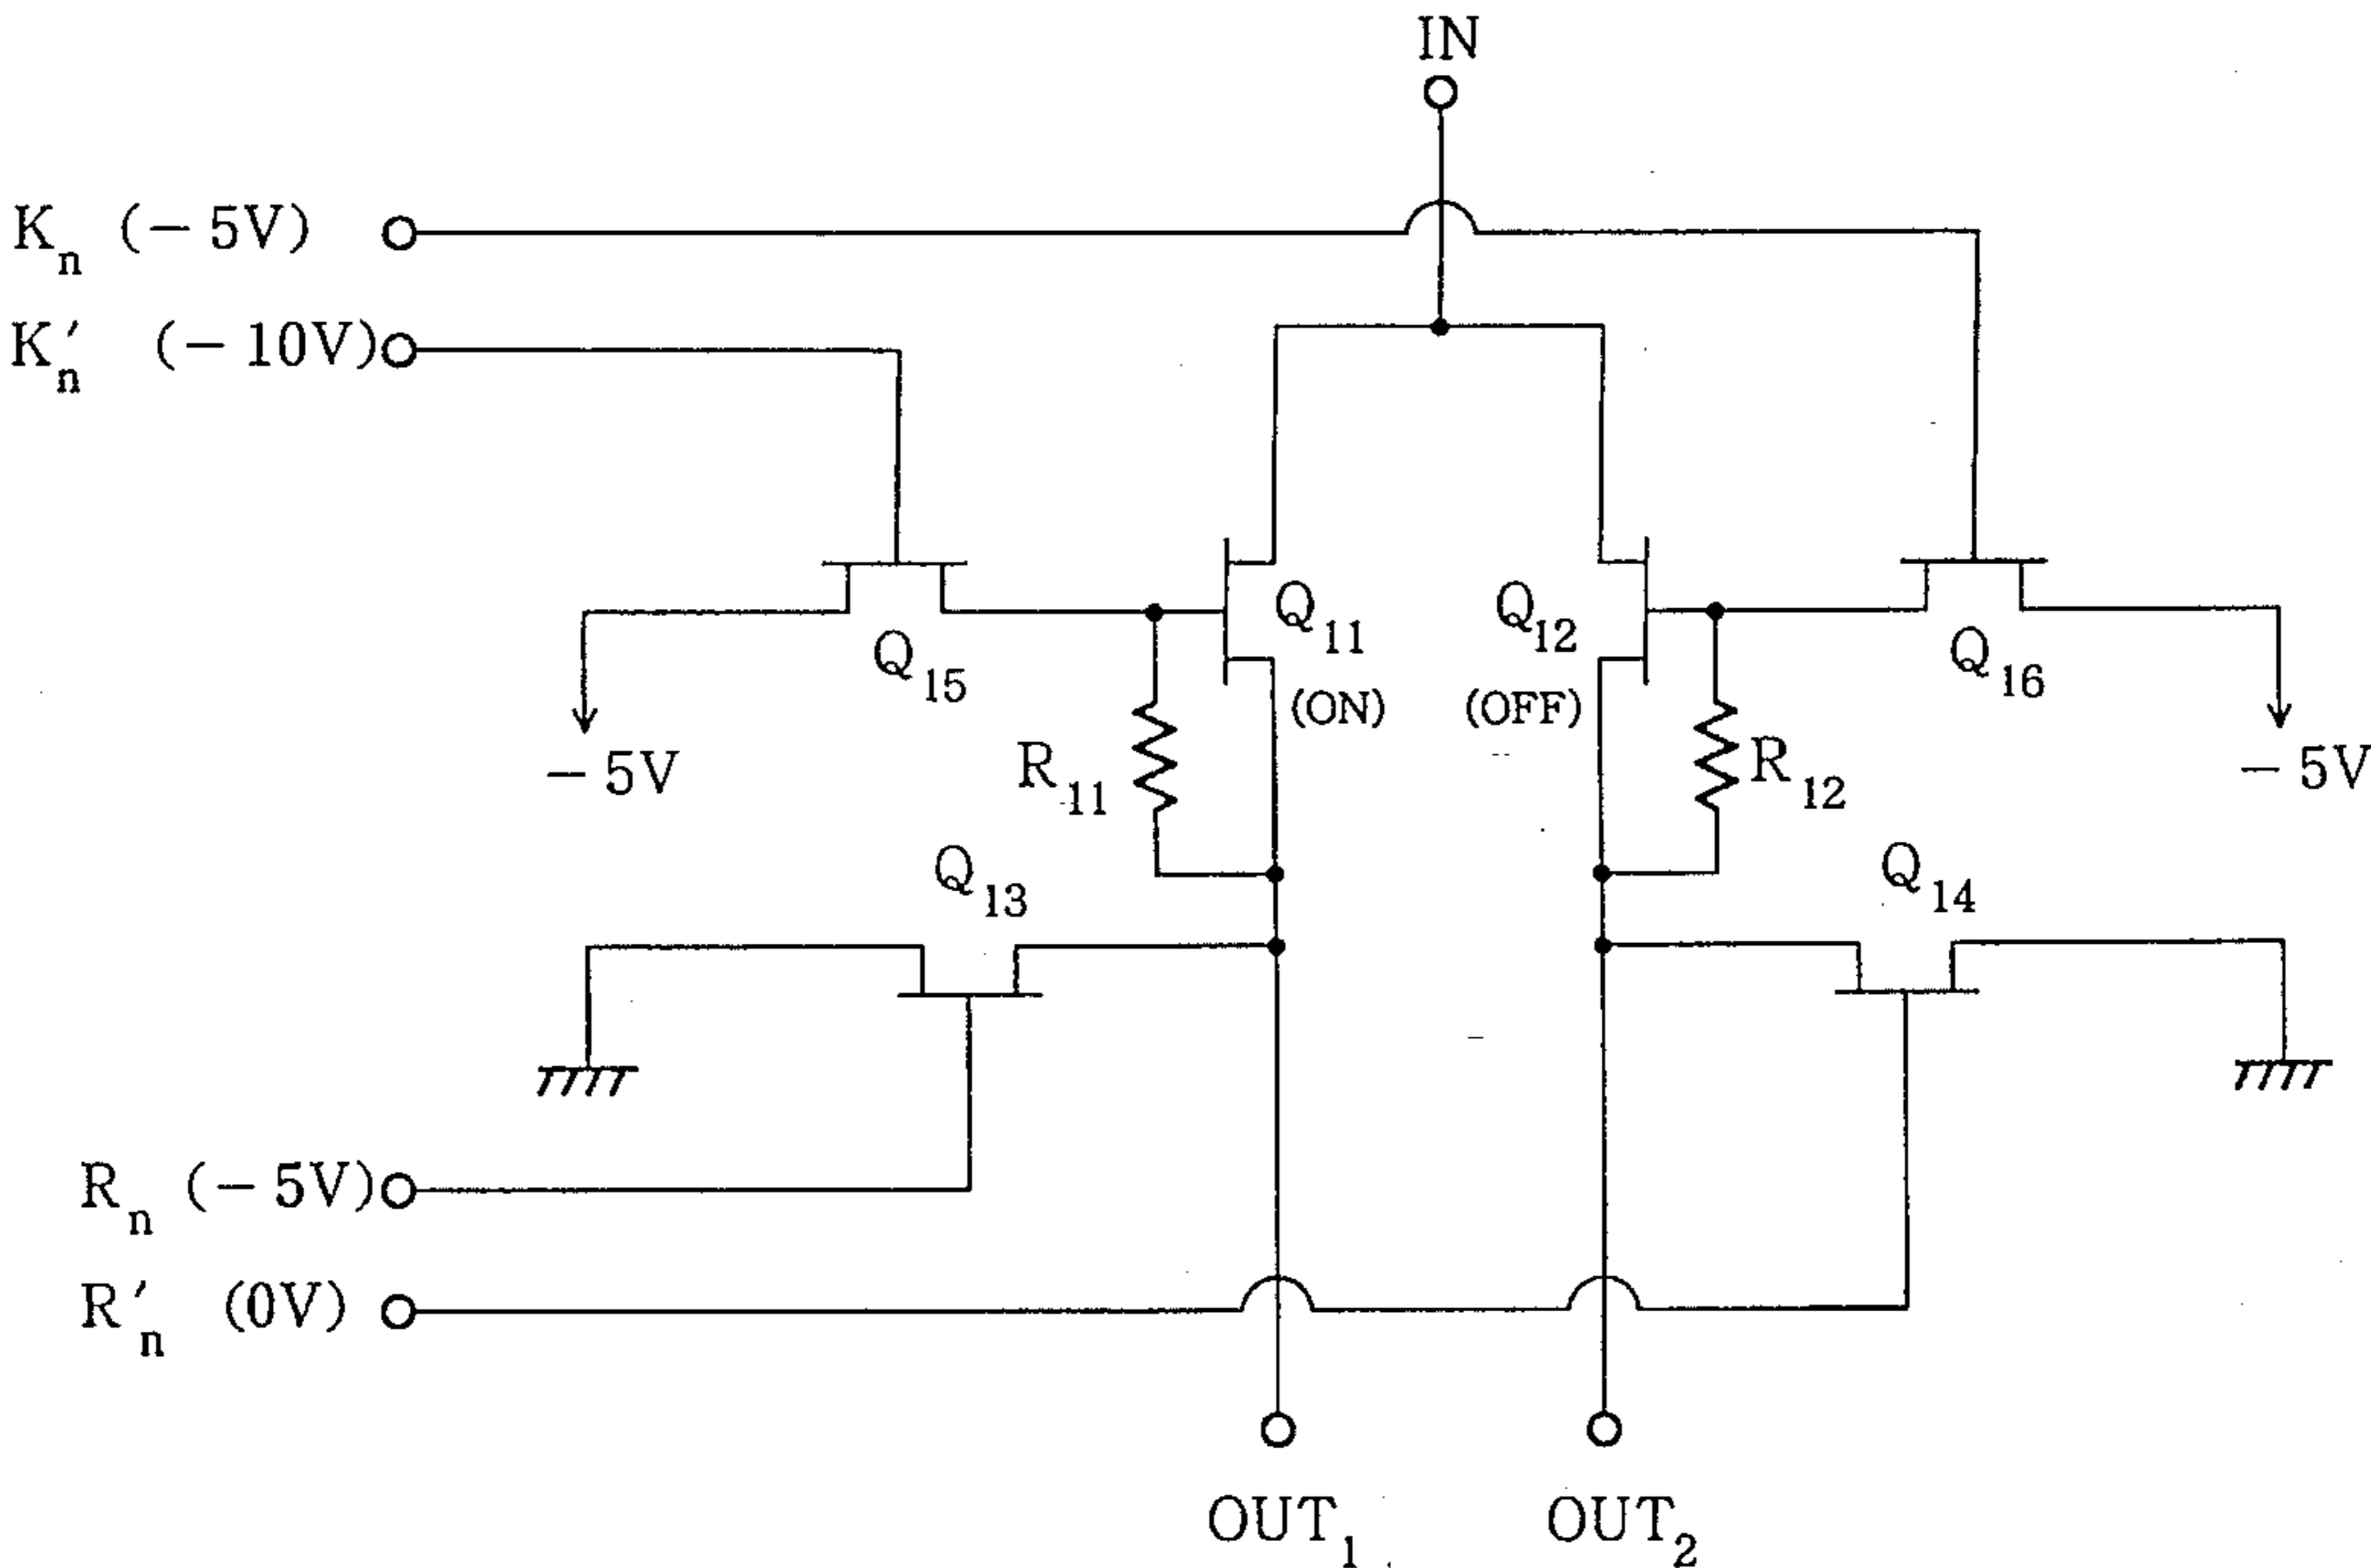 IN
Kn (−5V)
K′n (−10V)
Q11
Q12
Q15
Q16
(ON)
(OFF)
−5V
R11
R12
−5V
Q13
Q14
Rn (−5V)
R′n (0V)
OUT1
OUT2